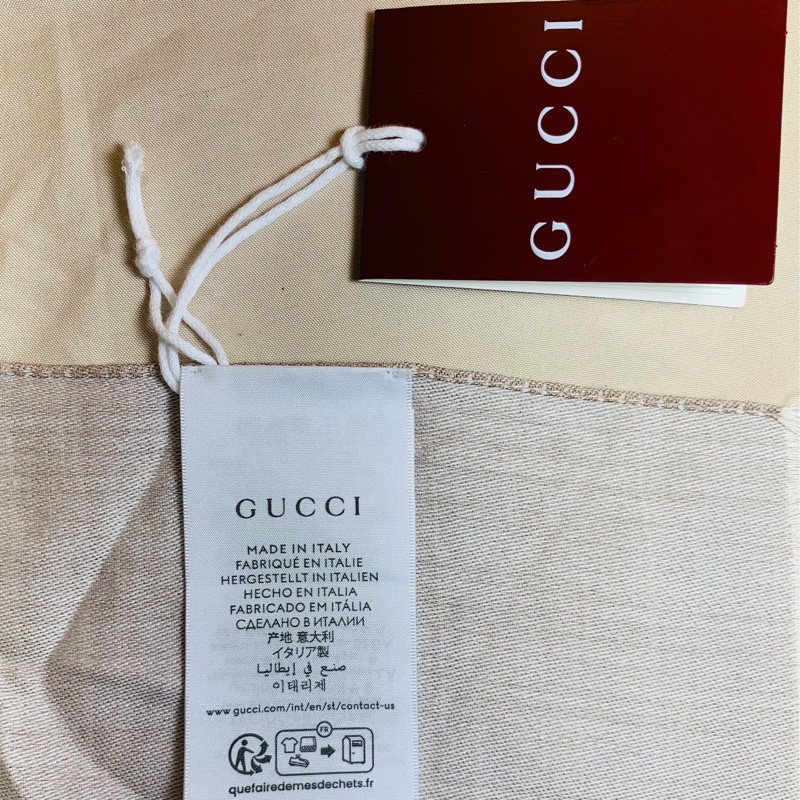 GUCCI
GUCCI
MADE IN ITALY
FABRIQUÉ EN ITALIE
HERGESTELLT IN ITALIEN
HECHO EN ITALIA
FABRICADO EM ITÁLIA
СДЕЛАНО В ИТАЛИИ
产地 意大利
イタリア製
صنع في إيطاليا
이태리제
www.gucci.com/int/en/st/contact-us
FR
quefairedemesdechets.fr